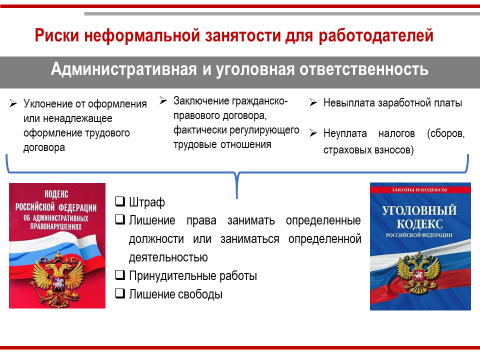 Риски неформальной занятости для работодателей
Административная и уголовная ответственность
Уклонение от оформления
или ненадлежащее
оформление трудового
договора
Заключение гражданско-
правового договора,
фактически регулирующего
трудовые отношения
Невыплата заработной платы
Неуплата налогов (сборов,
страховых взносов)
КОДЕКС
РОССИЙСКОЙ ФЕДЕРАЦИИ
ОБ АДМИНИСТРАТИВНЫХ
ПРАВОНАРУШЕНИЯХ
Штраф
Лишение права занимать определенные
должности или заниматься определенной
деятельностью
Принудительные работы
Лишение свободы
ЗАКОНЫ И КОДЕКСЫ
УГОЛОВНЫЙ
КОДЕКС
РОССИЙСКОЙ ФЕДЕРАЦИИ